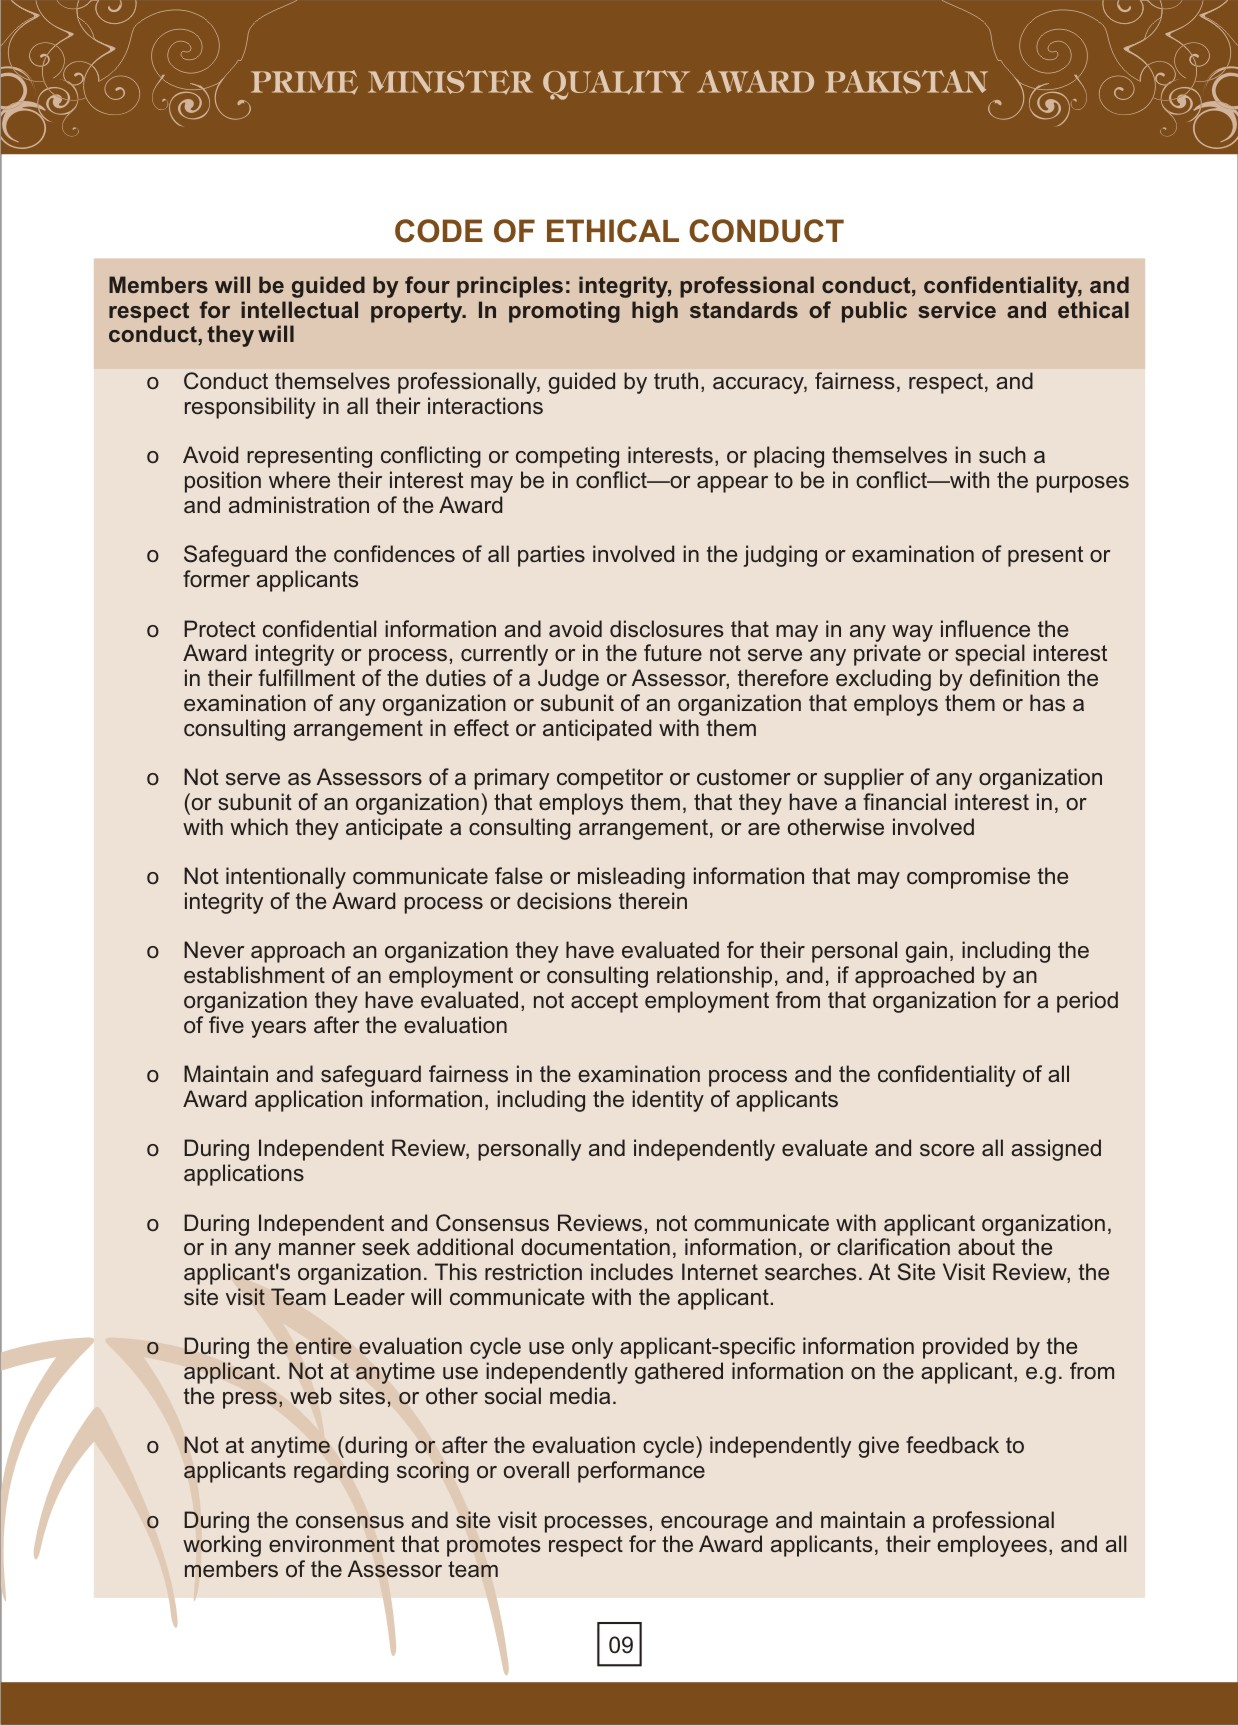 PRIME MINISTER QUALITY AWARD PAKISTAN
CODE OF ETHICAL CONDUCT
Members will be guided by four principles: integrity, professional conduct, confidentiality, and
respect for intellectual property. In promoting high standards of public service and ethical
conduct, they will
o Conduct themselves professionally, guided by truth, accuracy, fairness, respect, and
responsibility in all their interactions
o Avoid representing conflicting or competing interests, or placing themselves in such a
position where their interest may be in conflict—or appear to be in conflict—with the purposes
and administration of the Award
o Safeguard the confidences of all parties involved in the judging or examination of present or
former applicants
o Protect confidential information and avoid disclosures that may in any way influence the
Award integrity or process, currently or in the future not serve any private or special interest
in their fulfillment of the duties of a Judge or Assessor, therefore excluding by definition the
examination of any organization or subunit of an organization that employs them or has a
consulting arrangement in effect or anticipated with them
o Not serve as Assessors of a primary competitor or customer or supplier of any organization
(or subunit of an organization) that employs them, that they have a financial interest in, or
with which they anticipate a consulting arrangement, or are otherwise involved
o Not intentionally communicate false or misleading information that may compromise the
integrity of the Award process or decisions therein
o Never approach an organization they have evaluated for their personal gain, including the
establishment of an employment or consulting relationship, and, if approached by an
organization they have evaluated, not accept employment from that organization for a period
of five years after the evaluation
o Maintain and safeguard fairness in the examination process and the confidentiality of all
Award application information, including the identity of applicants
o During Independent Review, personally and independently evaluate and score all assigned
applications
o During Independent and Consensus Reviews, not communicate with applicant organization,
or in any manner seek additional documentation, information, or clarification about the
applicant's organization. This restriction includes Internet searches. At Site Visit Review, the
site visit Team Leader will communicate with the applicant.
o During the entire evaluation cycle use only applicant-specific information provided by the
applicant. Not at anytime use independently gathered information on the applicant, e.g. from
the press, web sites, or other social media.
o Not at anytime (during or after the evaluation cycle) independently give feedback to
applicants regarding scoring or overall performance
o During the consensus and site visit processes, encourage and maintain a professional
working environment that promotes respect for the Award applicants, their employees, and all
members of the Assessor team
09